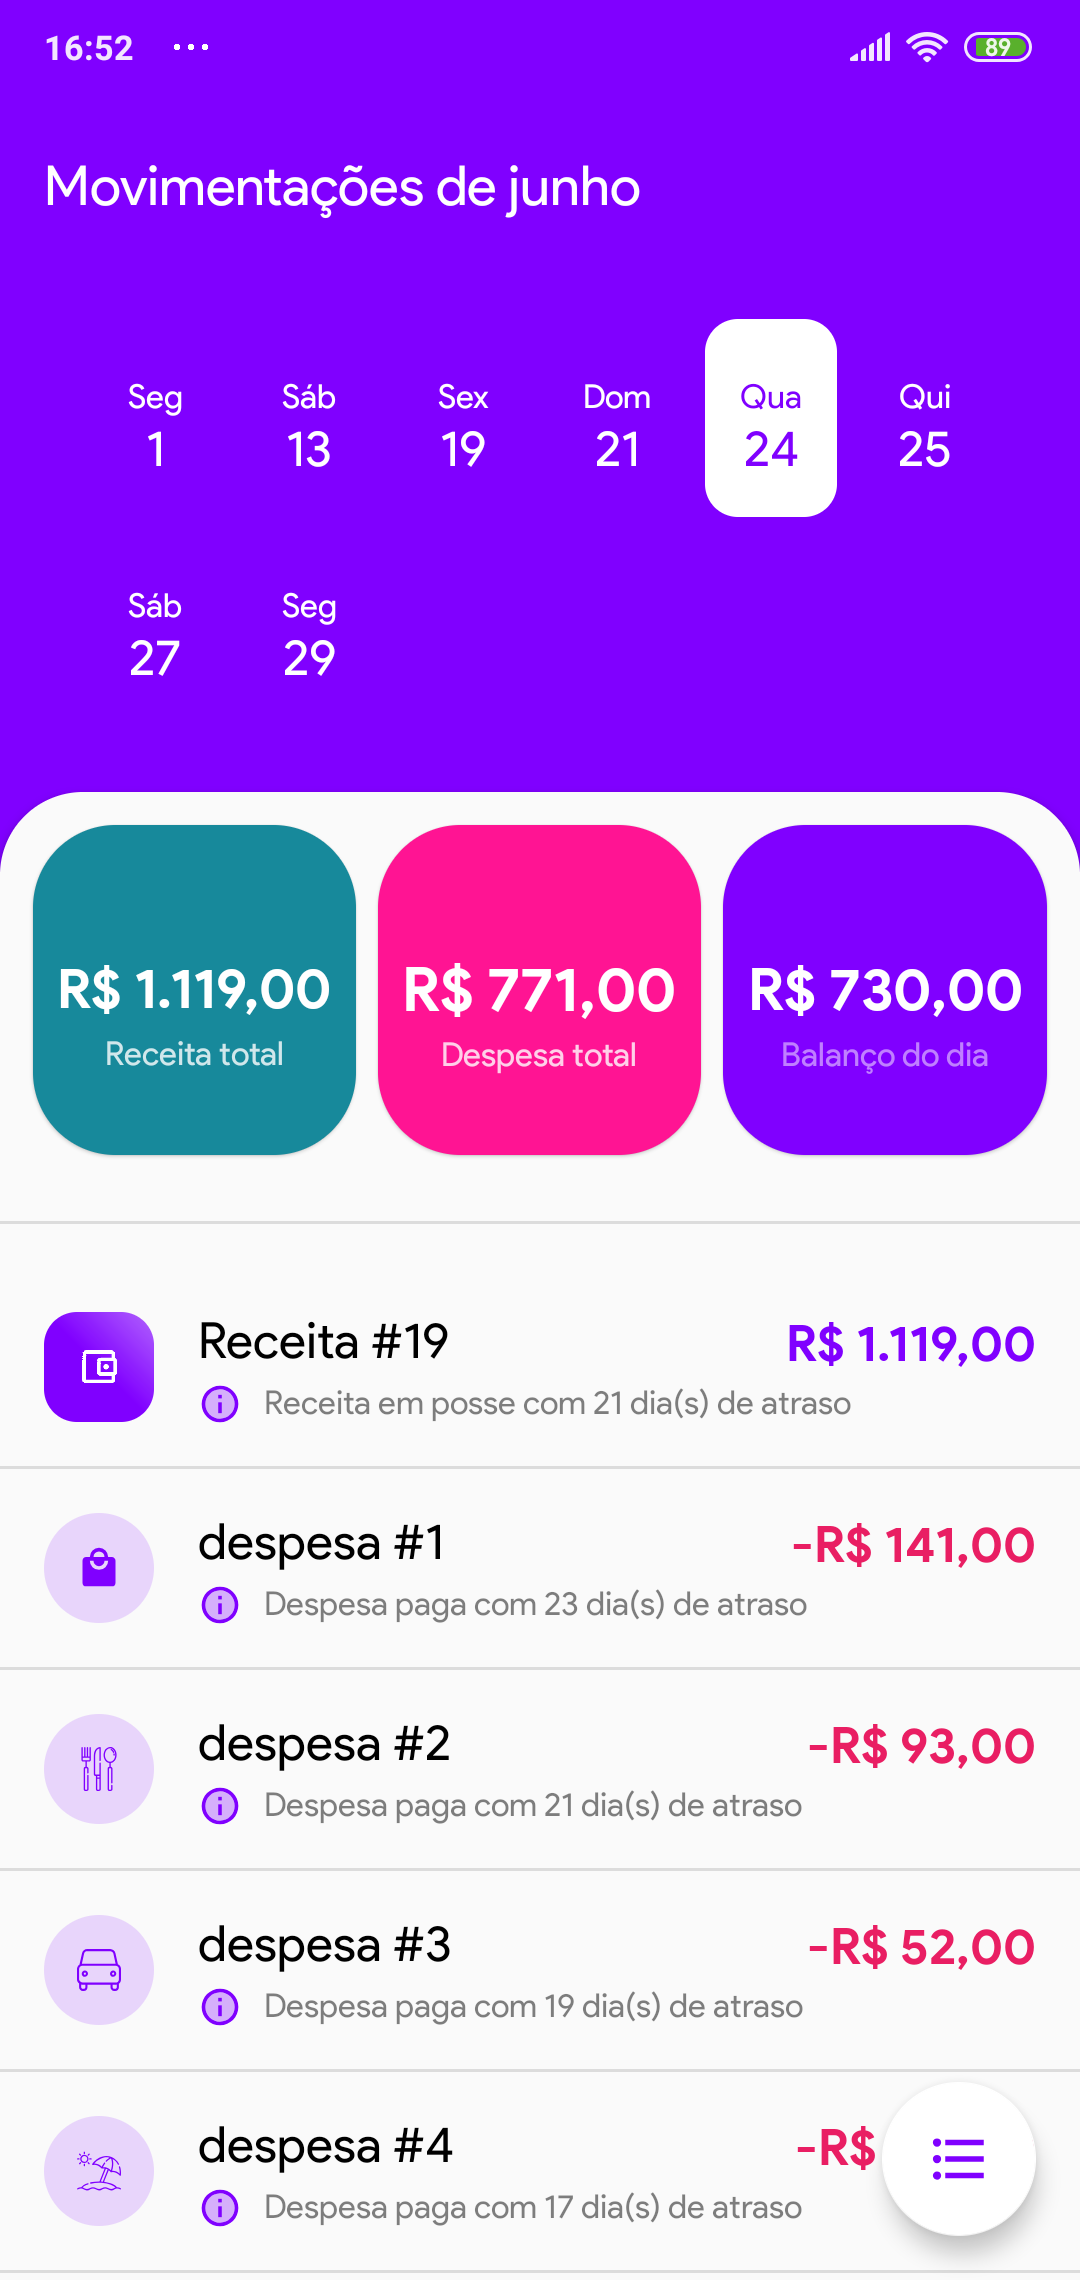 16:52 ...
89
Movimentações de junho
Seg Sáb Sex Dom Qua Qui
1 13 19 21 24 25
Sáb Seg
27 29
R$ 1.119,00 R$ 771,00 R$ 730,00
Receita total Despesa total Balanço do dia
Receita #19 R$ 1.119,00
Receita em posse com 21 dia(s) de atraso
despesa #1 -R$ 141,00
Despesa paga com 23 dia(s) de atraso
despesa #2 -R$ 93,00
Despesa paga com 21 dia(s) de atraso
despesa #3 -R$ 52,00
Despesa paga com 19 dia(s) de atraso
despesa #4 -R$
Despesa paga com 17 dia(s) de atraso